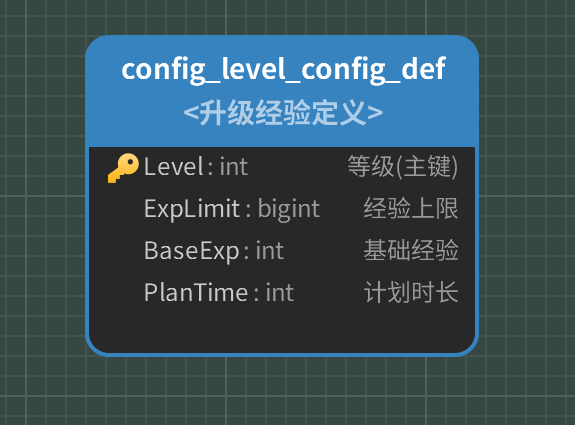 config_level_config_def
<升级经验定义>
Level : int 等级(主键)
ExpLimit : bigint 经验上限
BaseExp : int 基础经验
PlanTime : int 计划时长